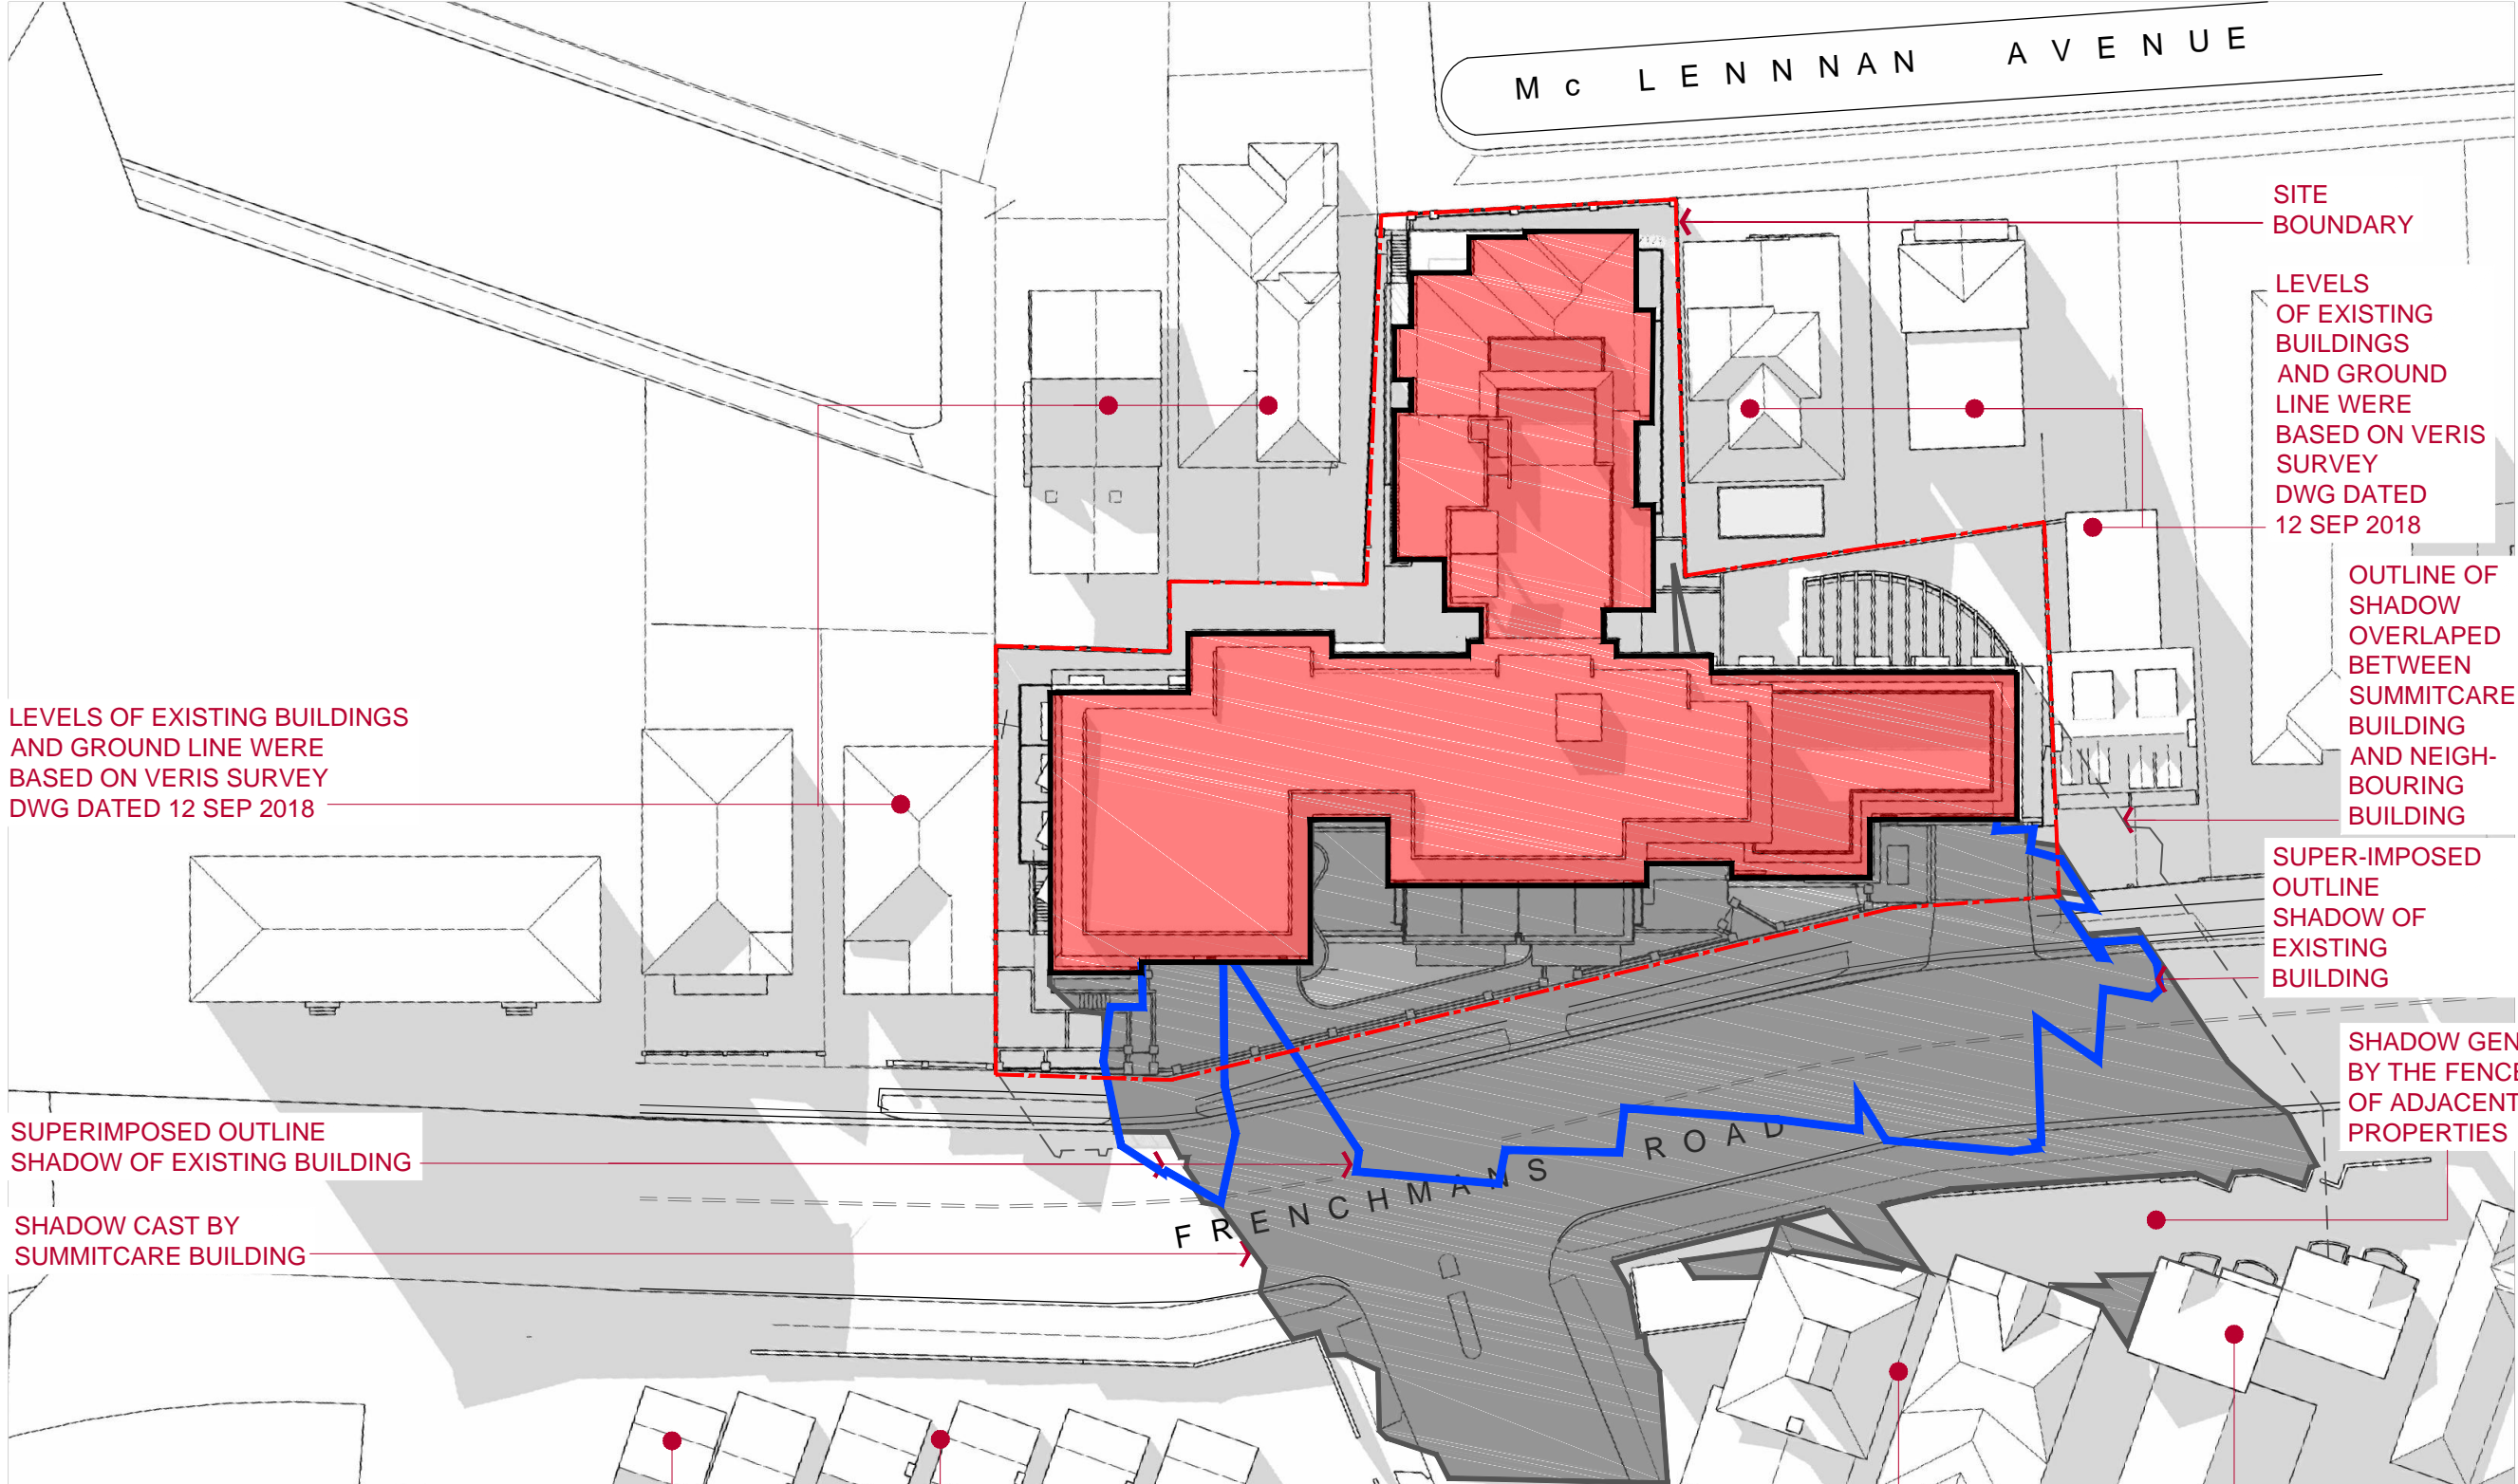 Mc LENNNAN AVENUE
SITE
BOUNDARY
LEVELS
OF EXISTING
BUILDINGS
AND GROUND
LINE WERE
BASED ON VERIS
SURVEY
DWG DATED
12 SEP 2018
OUTLINE OF
SHADOW
OVERLAPED
BETWEEN
SUMMITCARE
BUILDING
AND NEIGH-
BOURING
BUILDING
LEVELS OF EXISTING BUILDINGS
AND GROUND LINE WERE
BASED ON VERIS SURVEY
DWG DATED 12 SEP 2018
SUPER-IMPOSED
OUTLINE
SHADOW OF
EXISTING
BUILDING
SHADOW GEN
BY THE FENCE
OF ADJACENT
PROPERTIES
SUPERIMPOSED OUTLINE
SHADOW OF EXISTING BUILDING
FRENCHMANS ROAD
SHADOW CAST BY
SUMMITCARE BUILDING